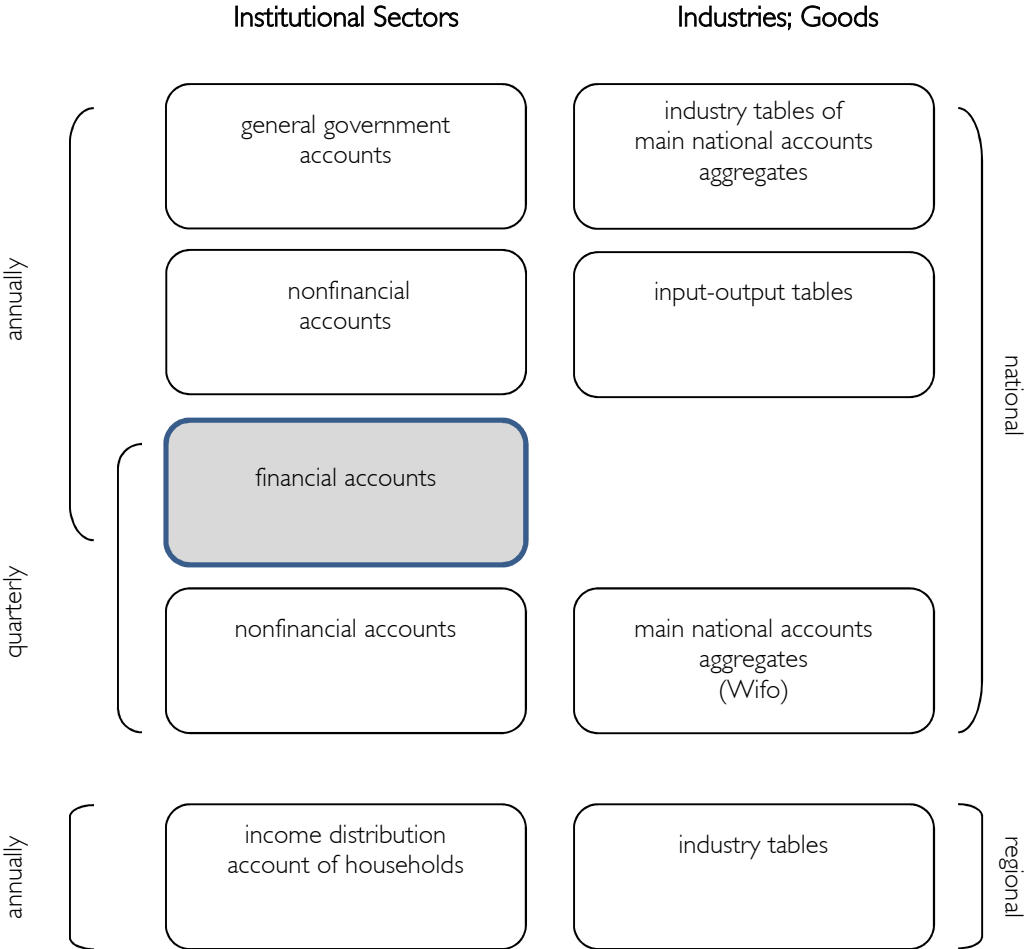 Institutional Sectors
Industries; Goods
general government
accounts
industry tables of
main national accounts
aggregates
annually
nonfinancial
accounts
input-output tables
national
financial accounts
quarterly
nonfinancial accounts
main national accounts
aggregates
(Wifo)
annually
income distribution
account of households
industry tables
regional